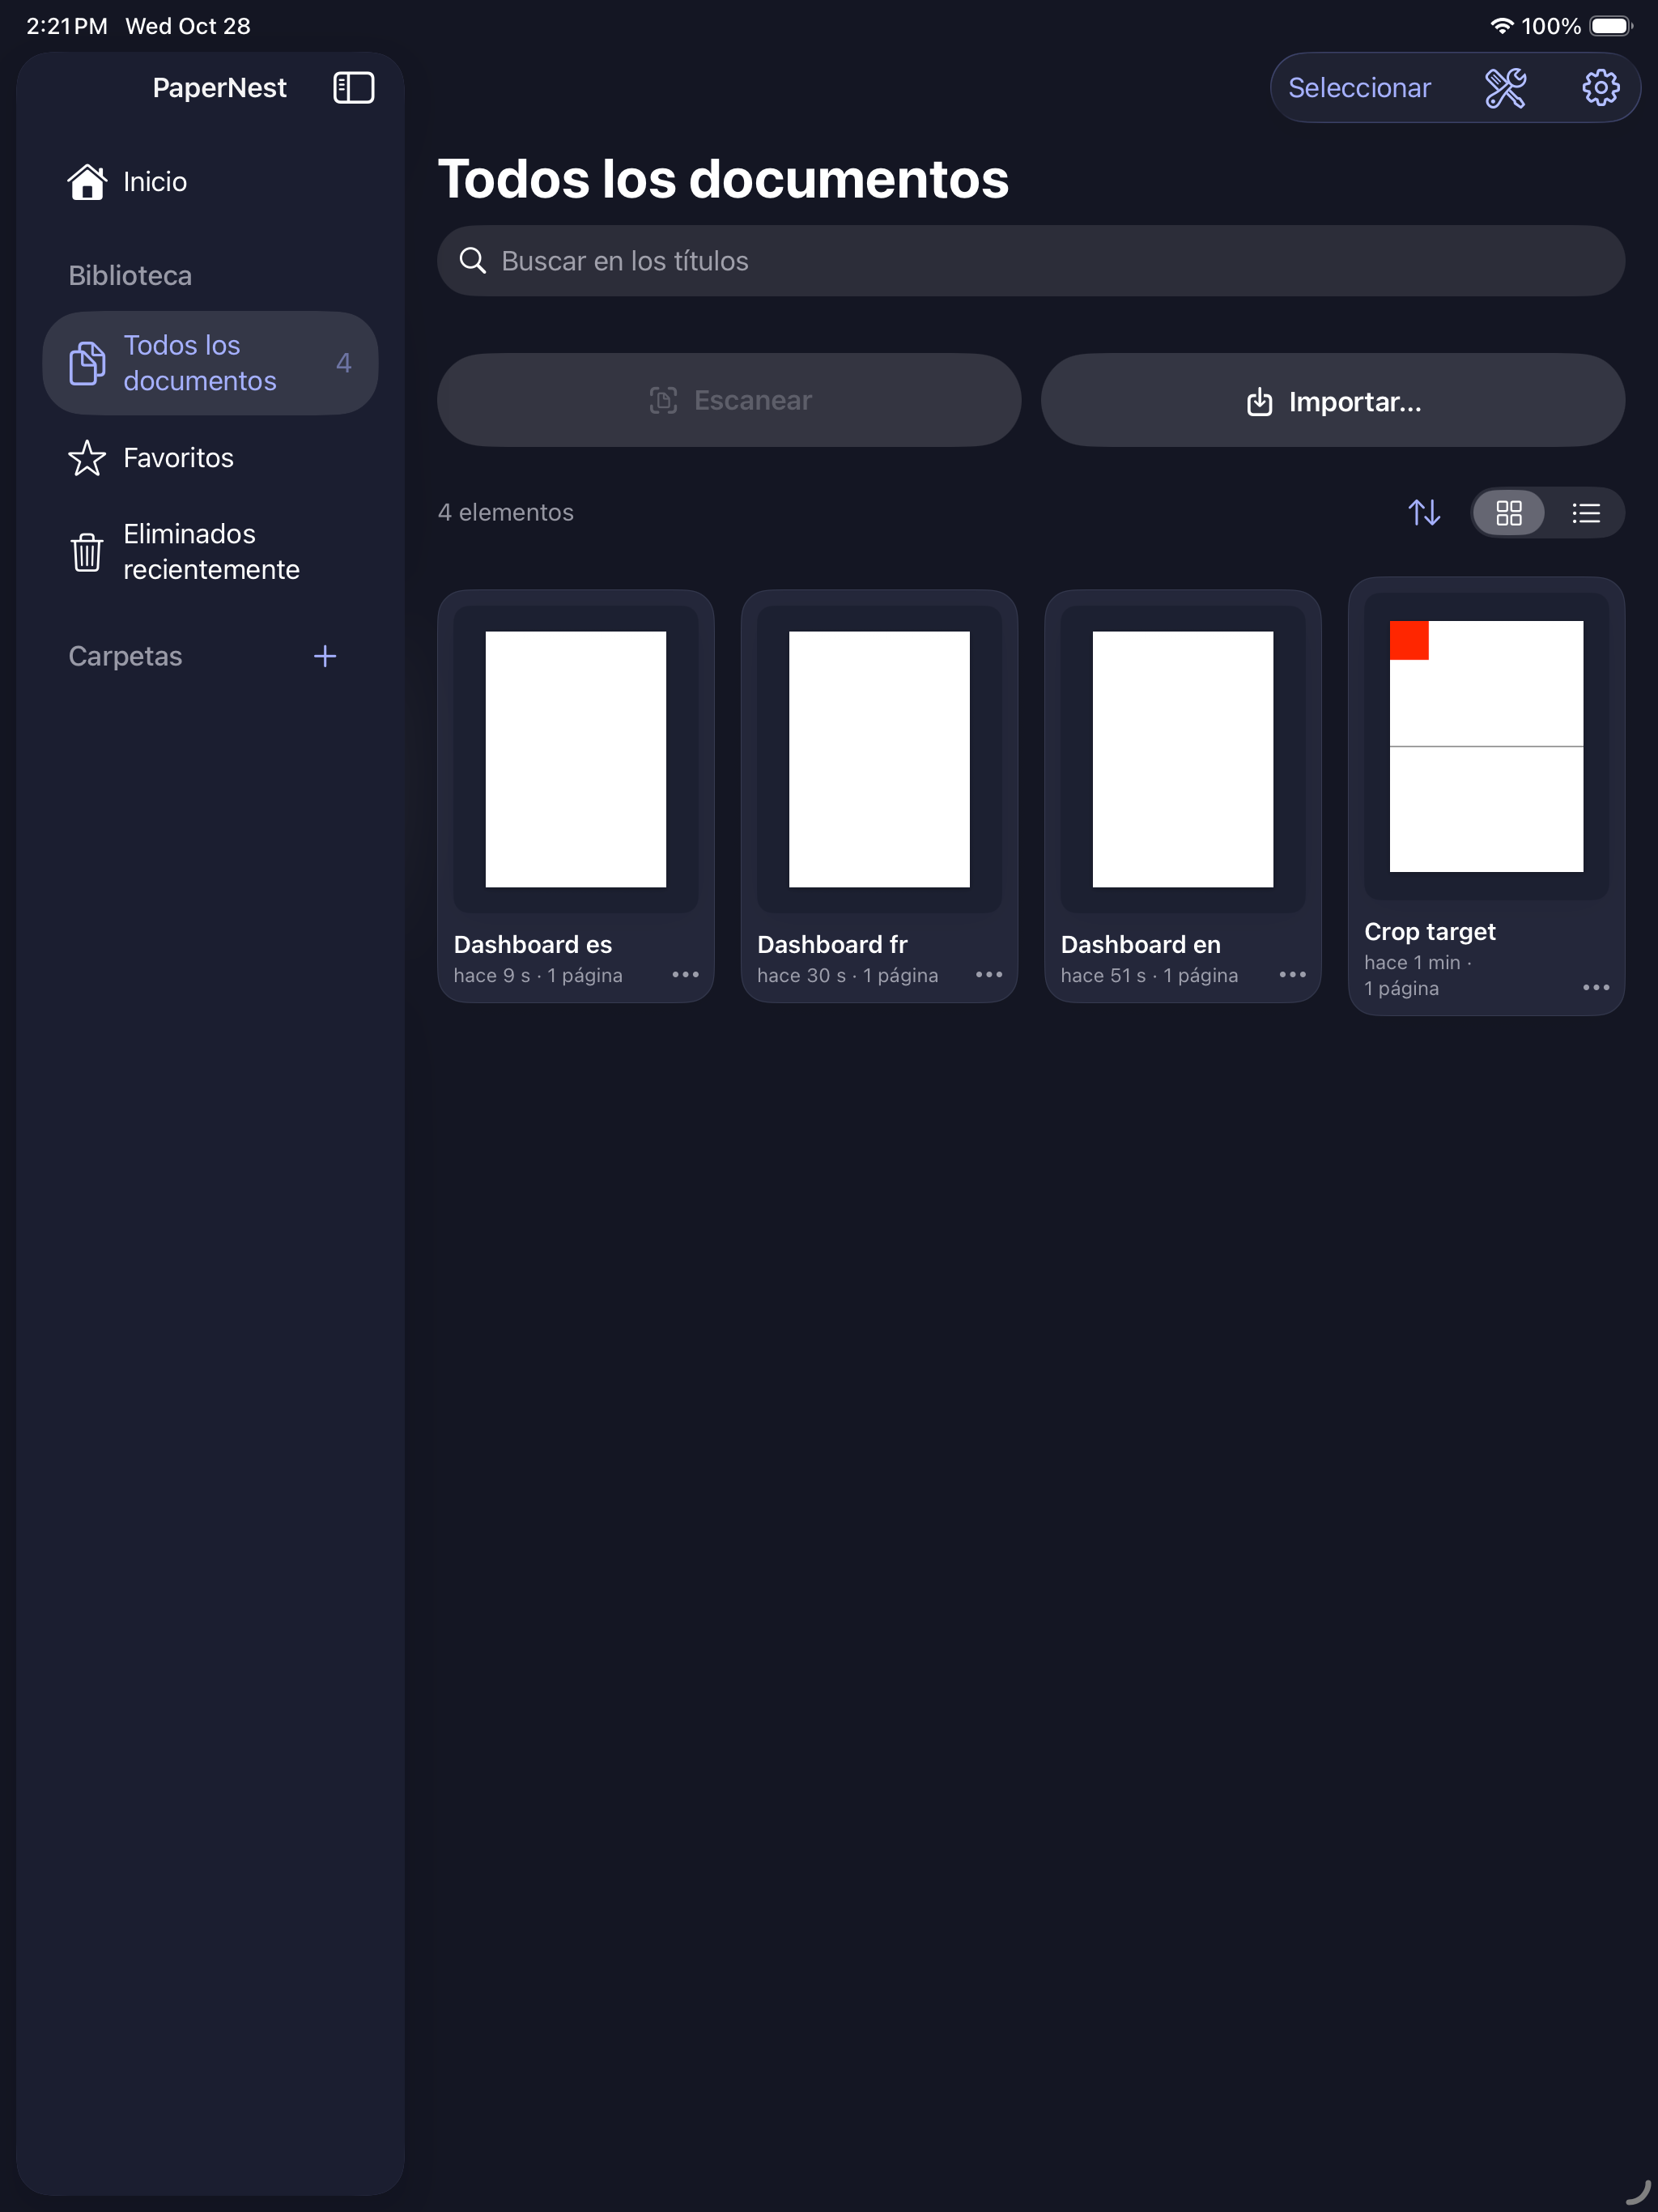 2:21 PM Wed Oct 28
100%
PaperNest
Inicio
Biblioteca
Todos los
documentos
4
Favoritos
Eliminados
recientemente
Carpetas
Seleccionar
Todos los documentos
Buscar en los títulos
Escanear
Importar...
4 elementos
Dashboard es
hace 9 s · 1 página
Dashboard fr
hace 30 s · 1 página
Dashboard en
hace 51 s · 1 página
Crop target
hace 1 min ·
1 página